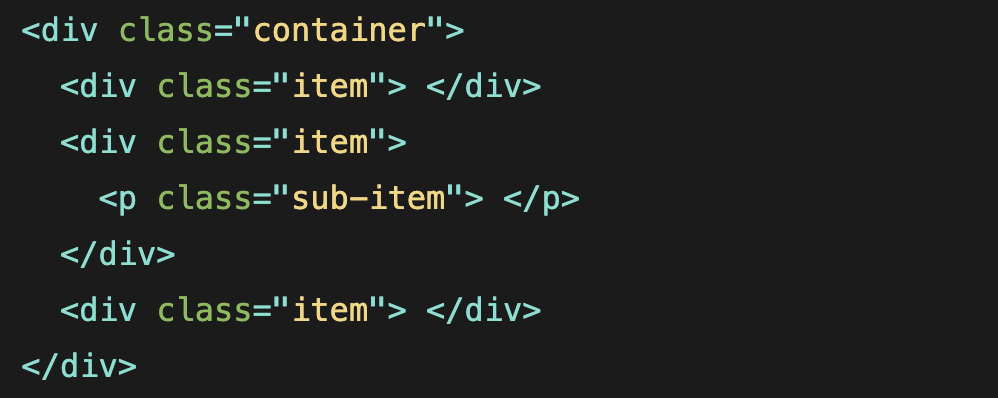 <div class="container">
  <div class="item"> </div>
  <div class="item">
    <p class="sub-item"> </p>
  </div>
  <div class="item"> </div>
</div>